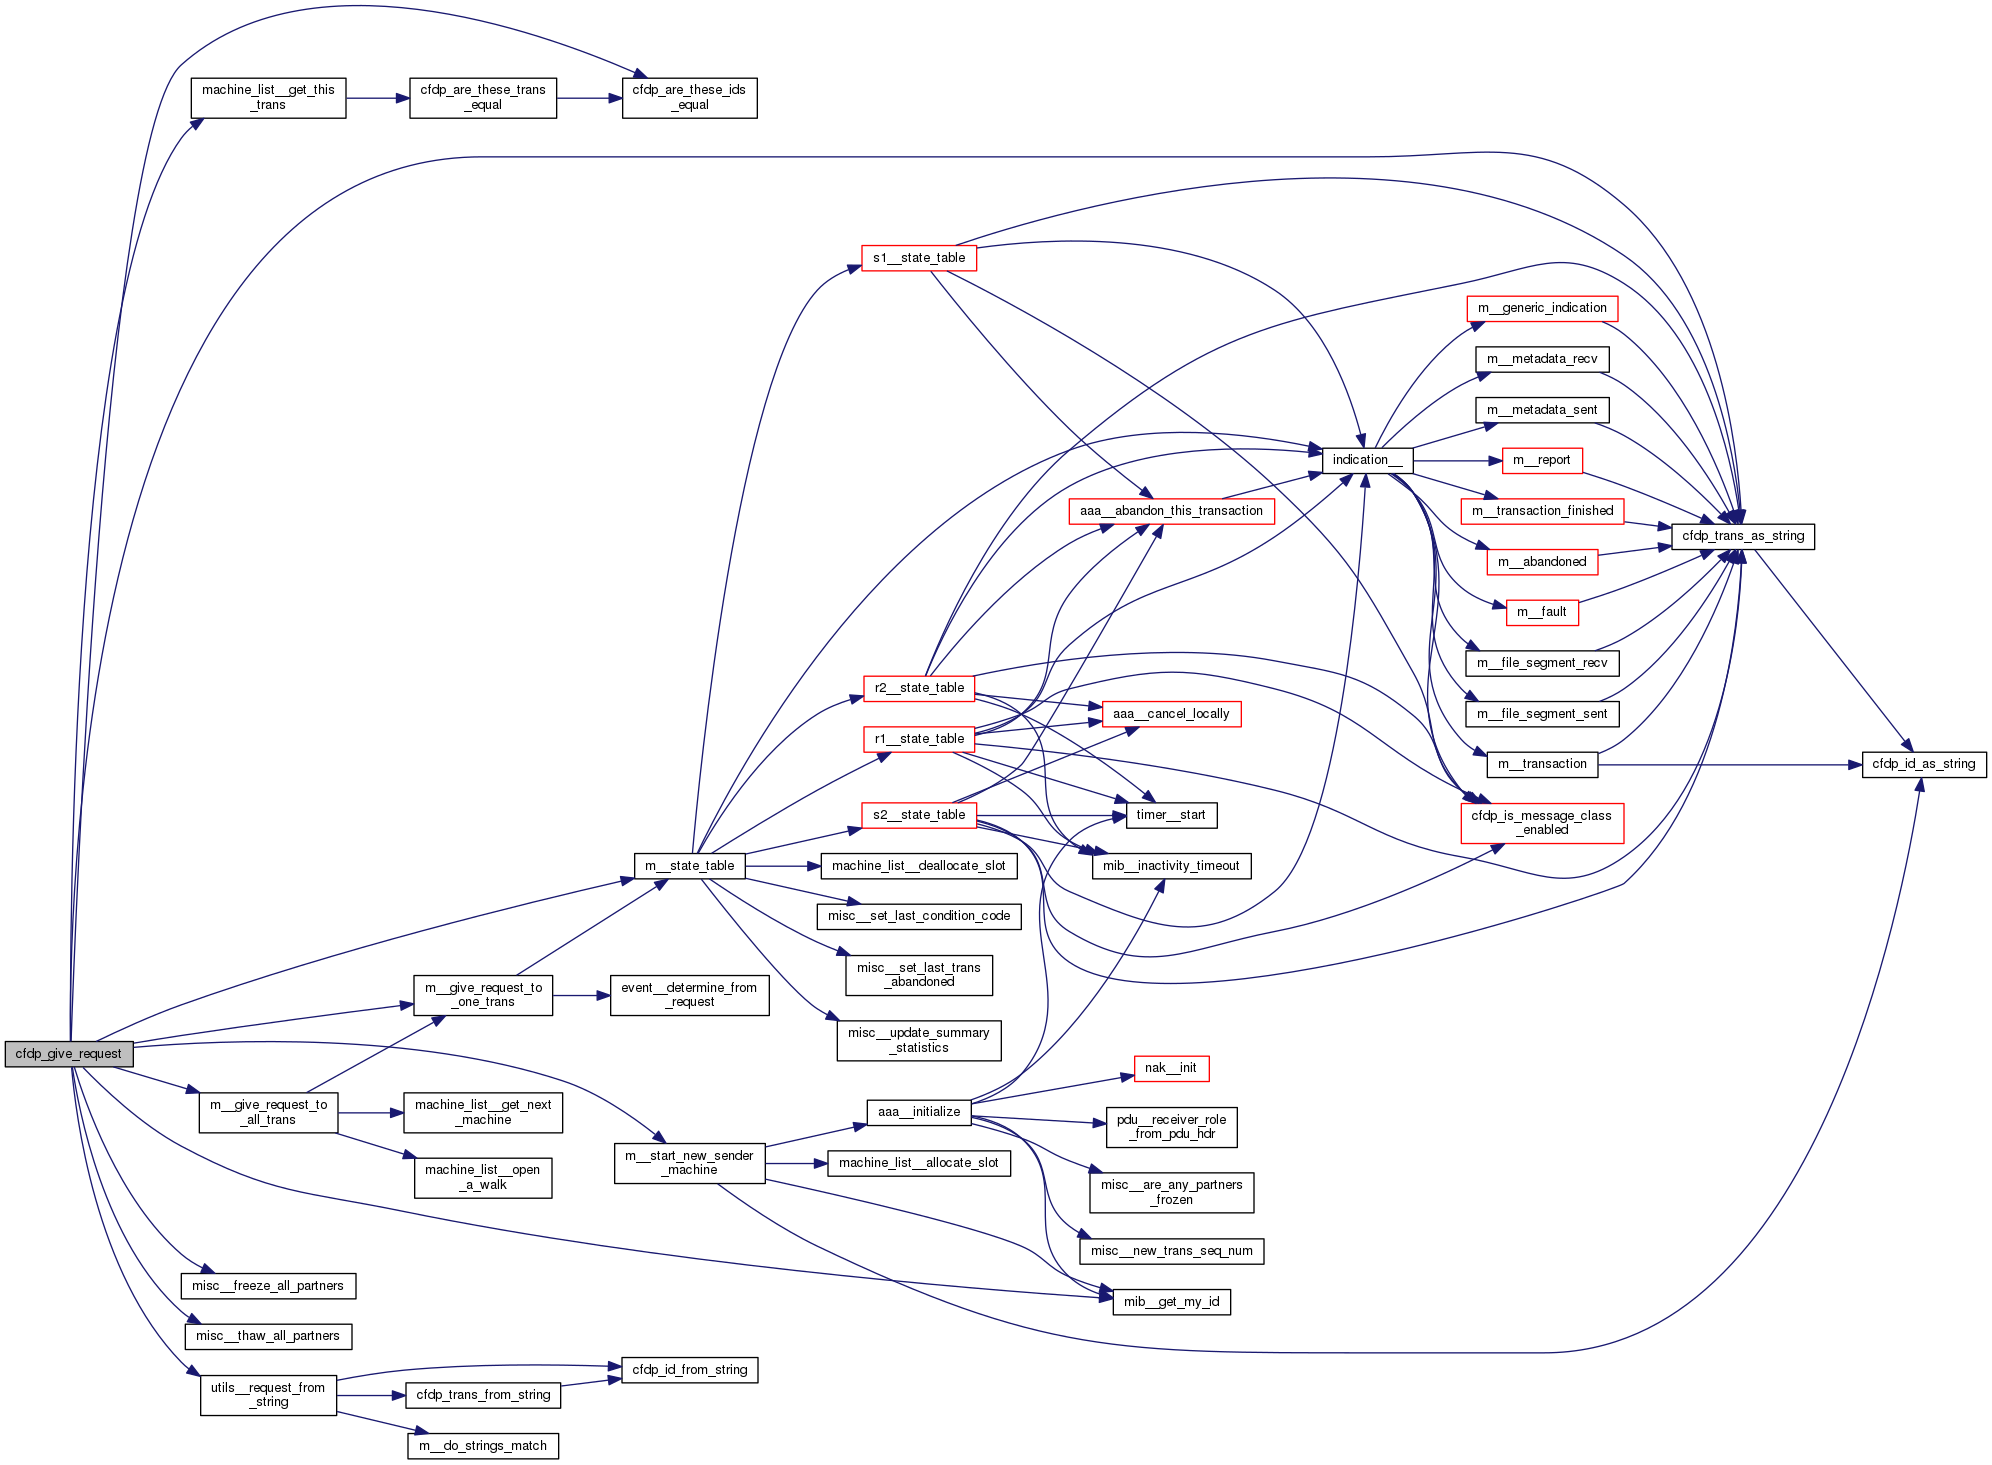 machine_list__get_this
_trans
cfdp_are_these_trans
_equal
cfdp_are_these_ids
_equal
s1__state_table
m__generic_indication
m__metadata_recv
m__metadata_sent
indication__
m__report
aaa__abandon_this_transaction
m__transaction_finished
cfdp_trans_as_string
m__abandoned
m__fault
m__file_segment_recv
r2__state_table
aaa__cancel_locally
m__file_segment_sent
r1__state_table
m__transaction
cfdp_id_as_string
s2__state_table
timer__start
cfdp_is_message_class
_enabled
m__state_table
machine_list__deallocate_slot
mib__inactivity_timeout
misc__set_last_condition_code
misc__set_last_trans
_abandoned
m__give_request_to
_one_trans
event__determine_from
_request
misc__update_summary
_statistics
cfdp_give_request
nak__init
m__give_request_to
_all_trans
machine_list__get_next
_machine
aaa__initialize
pdu__receiver_role
_from_pdu_hdr
m__start_new_sender
_machine
machine_list__allocate_slot
machine_list__open
_a_walk
misc__are_any_partners
_frozen
misc__new_trans_seq_num
misc__freeze_all_partners
mib__get_my_id
misc__thaw_all_partners
cfdp_id_from_string
utils__request_from
_string
cfdp_trans_from_string
m__do_strings_match